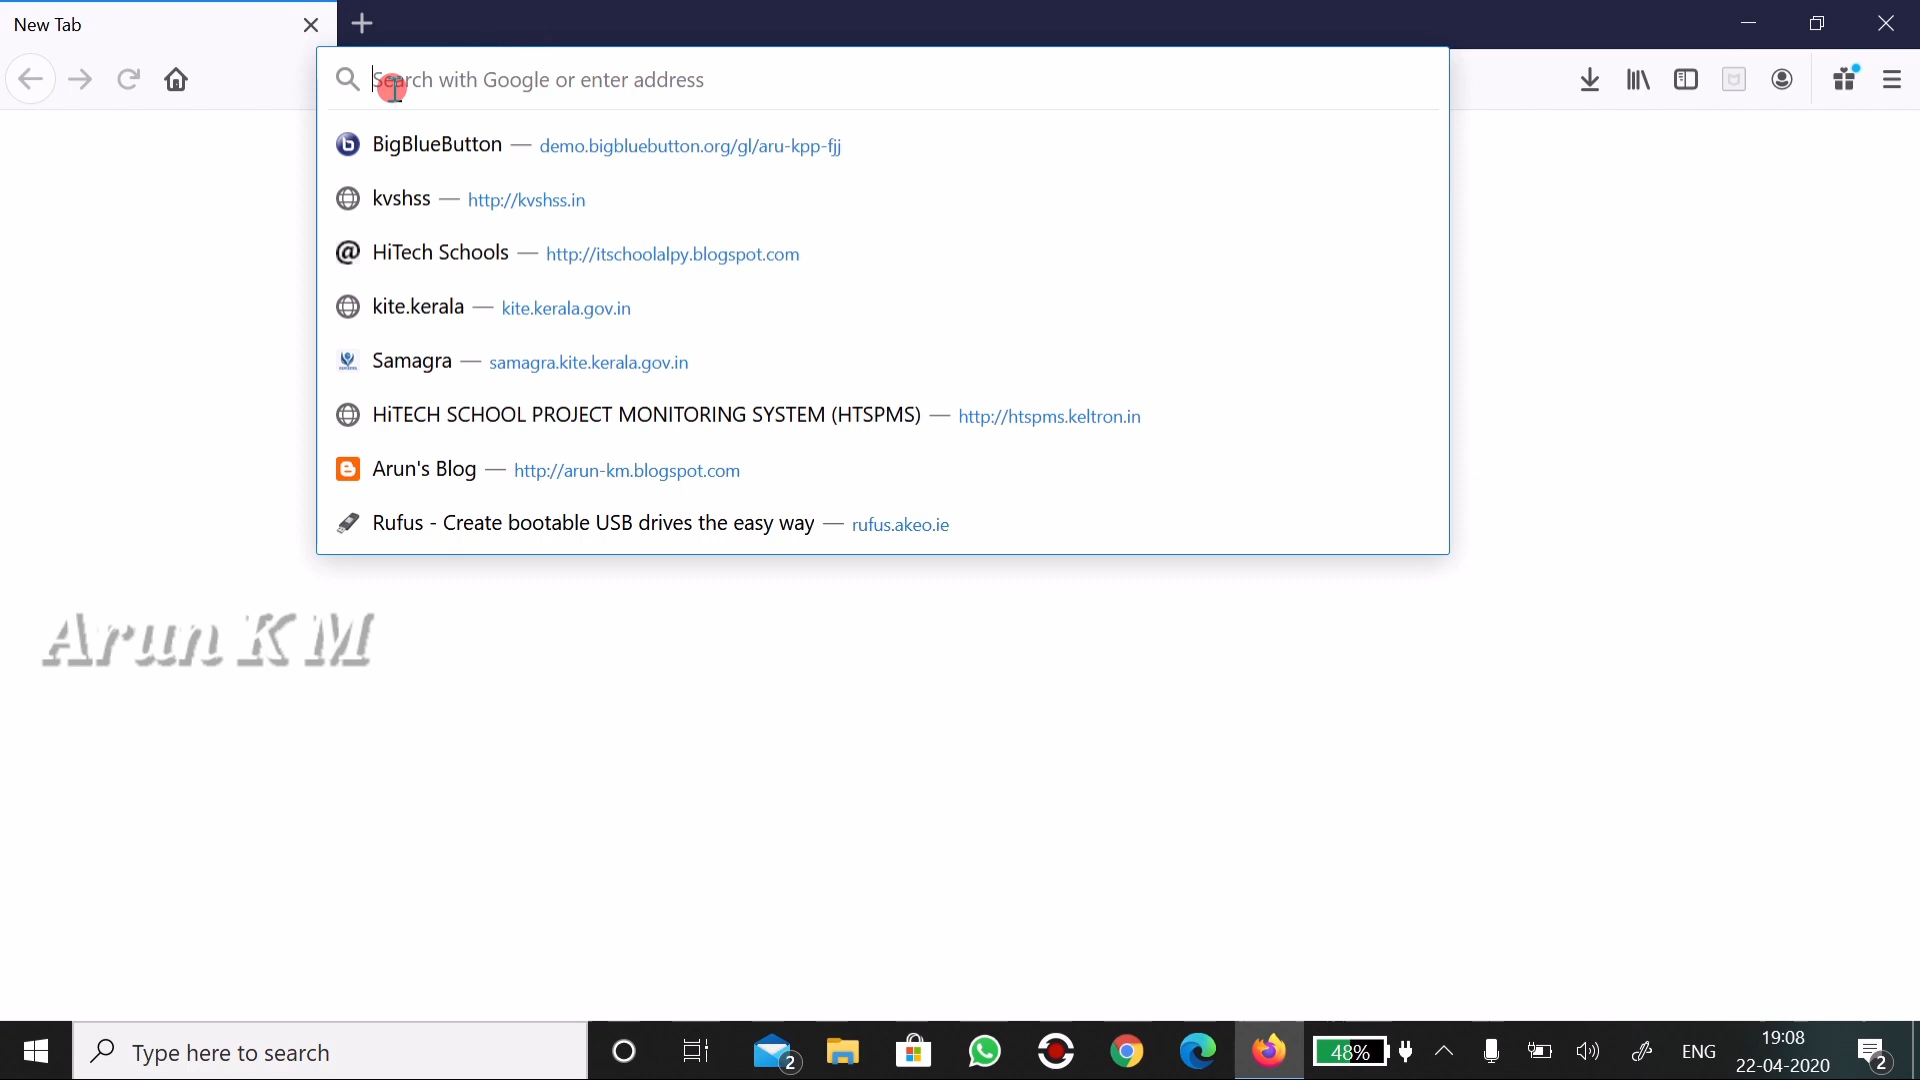 New Tab
Search with Google or enter address
BigBlueButton — demo.bigbluebutton.org/gl/aru-kpp-fjj
kvshss — http://kvshss.in
HiTech Schools — http://itschoolalpy.blogspot.com
kite.kerala — kite.kerala.gov.in
Samagra — samagra.kite.kerala.gov.in
HiTECH SCHOOL PROJECT MONITORING SYSTEM (HTSPMS) — http://htspms.keltron.in
Arun's Blog — http://arun-km.blogspot.com
Rufus - Create bootable USB drives the easy way — rufus.akeo.ie
Arun K M
Type here to search
2
48%
ENG
19:08
22-04-2020
2